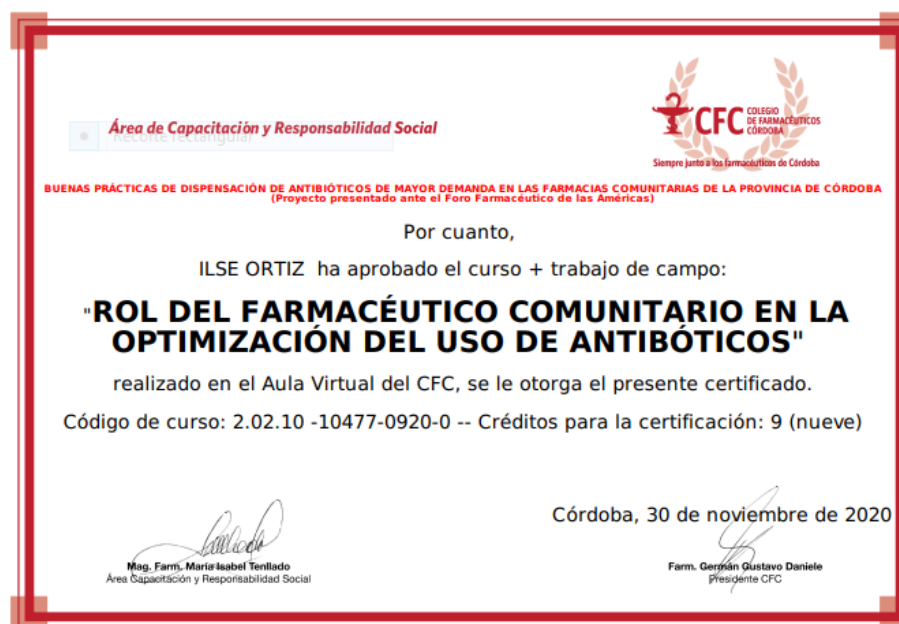 Área de Capacitación y Responsabilidad Social
Recorte rectangular
CFC COLEGIO
DE FARMACÉUTICOS
CÓRDOBA
Siempre junto a los farmacéuticos de Córdoba
BUENAS PRÁCTICAS DE DISPENSACIÓN DE ANTIBIÓTICOS DE MAYOR DEMANDA EN LAS FARMACIAS COMUNITARIAS DE LA PROVINCIA DE CÓRDOBA
(Proyecto presentado ante el Foro Farmacéutico de las Américas)
Por cuanto,
ILSE ORTIZ ha aprobado el curso + trabajo de campo:
"ROL DEL FARMACÉUTICO COMUNITARIO EN LA
OPTIMIZACIÓN DEL USO DE ANTIBÓTICOS"
realizado en el Aula Virtual del CFC, se le otorga el presente certificado.
Código de curso: 2.02.10 -10477-0920-0 -- Créditos para la certificación: 9 (nueve)
Córdoba, 30 de noviembre de 2020
Mag. Farm. María Isabel Tenllado
Área Capacitación y Responsabilidad Social
Farm. Germán Gustavo Daniele
Presidente CFC